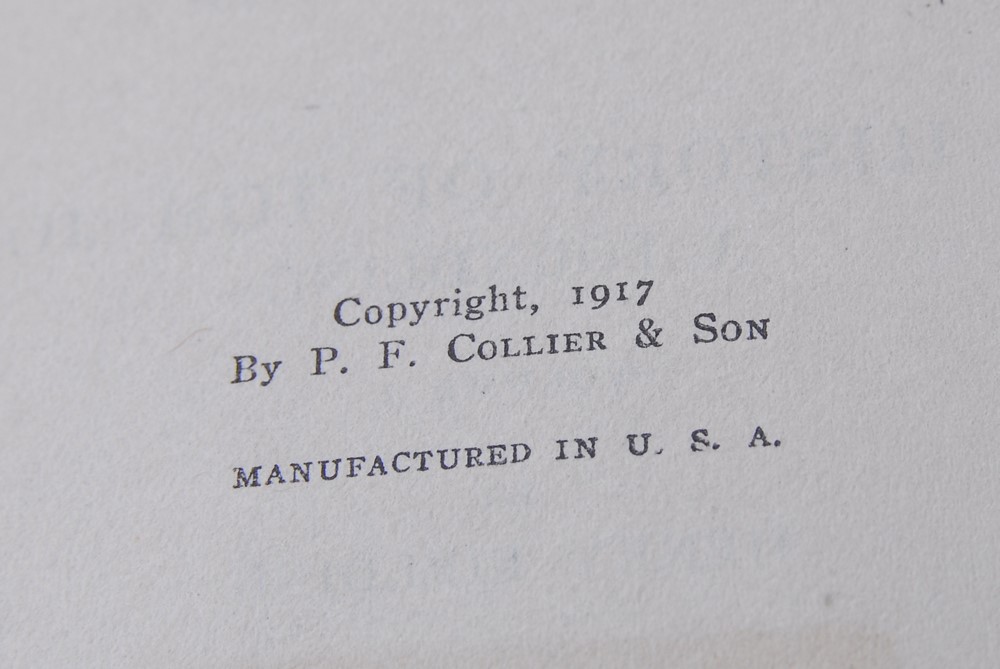 Copyright, 1917
By P. F. COLLIER & SON
MANUFACTURED IN U. S. A.